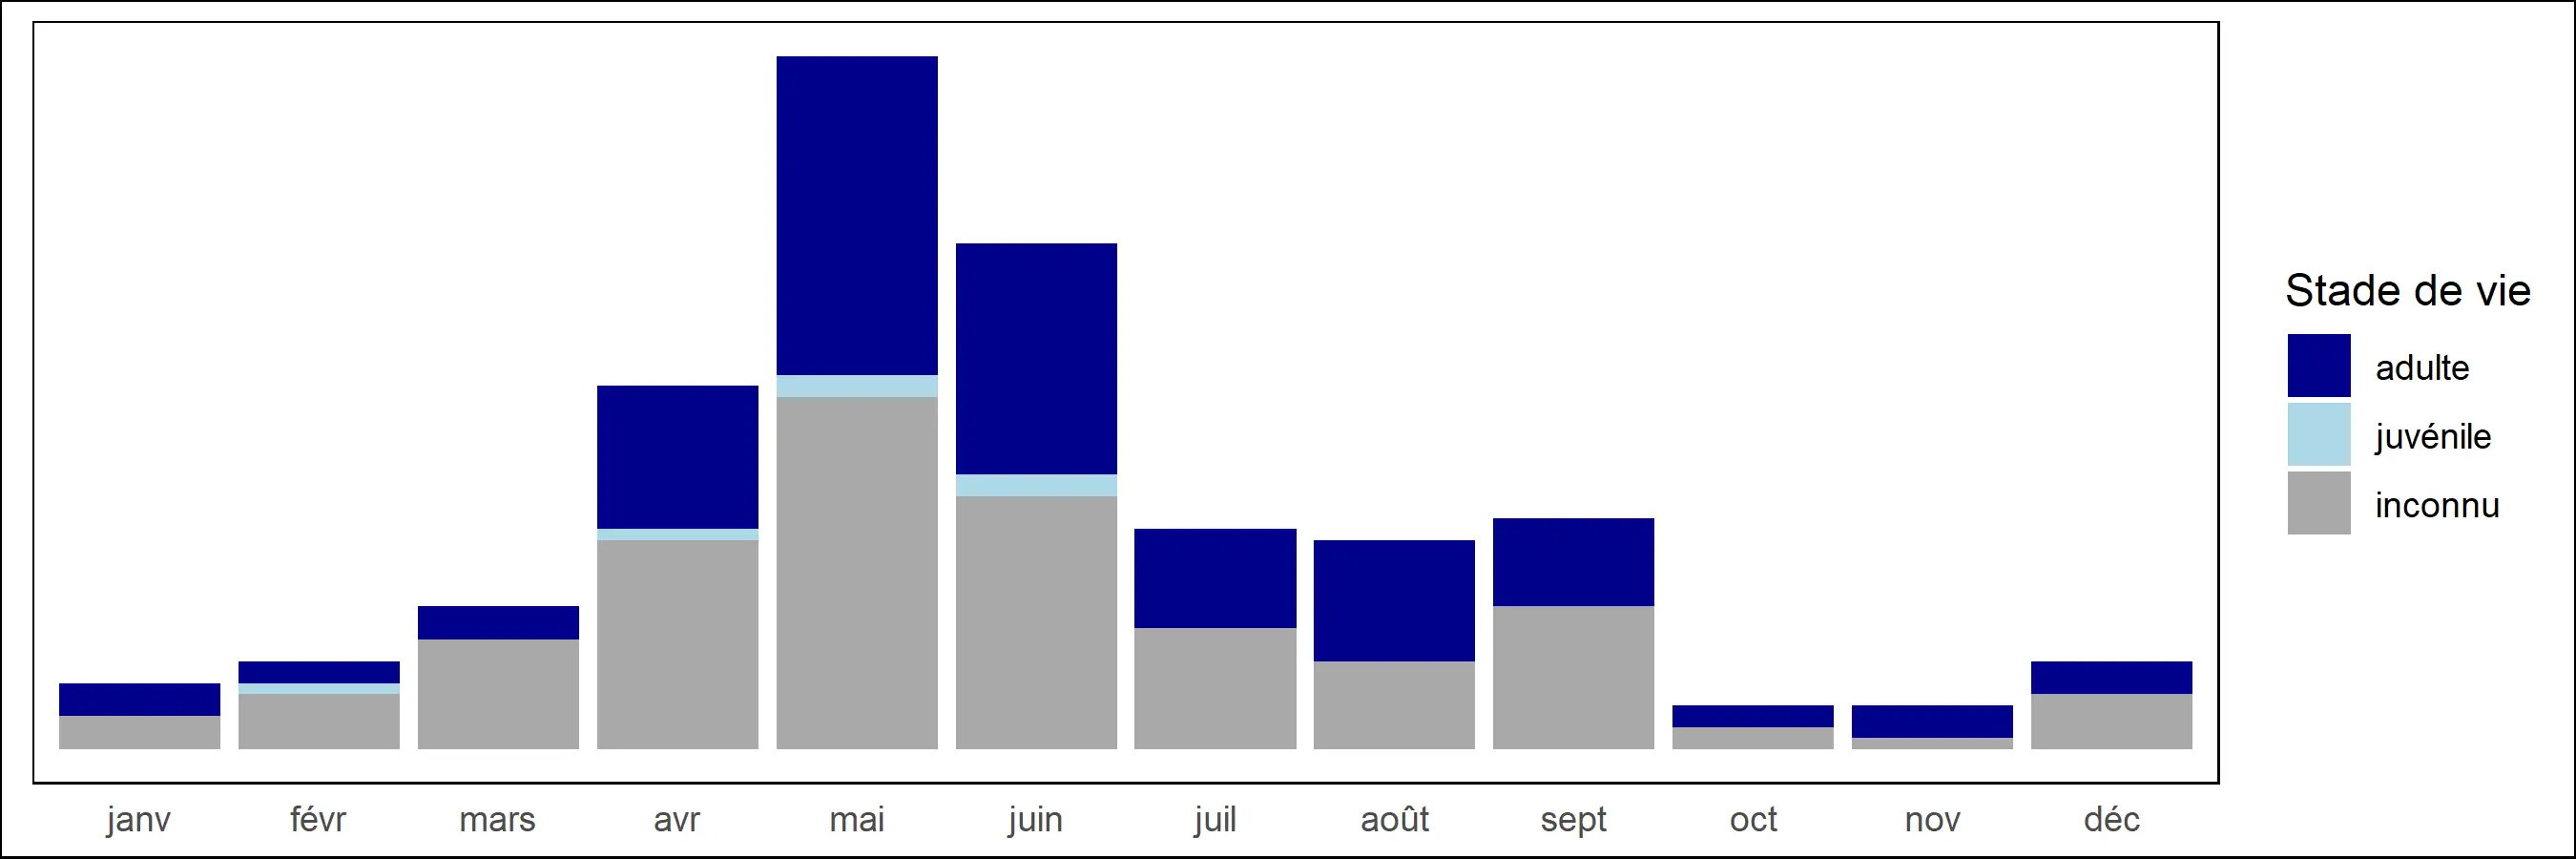 Stade de vie
adulte
juvénile
inconnu
janv févr mars avr mai juin juil août sept oct nov déc